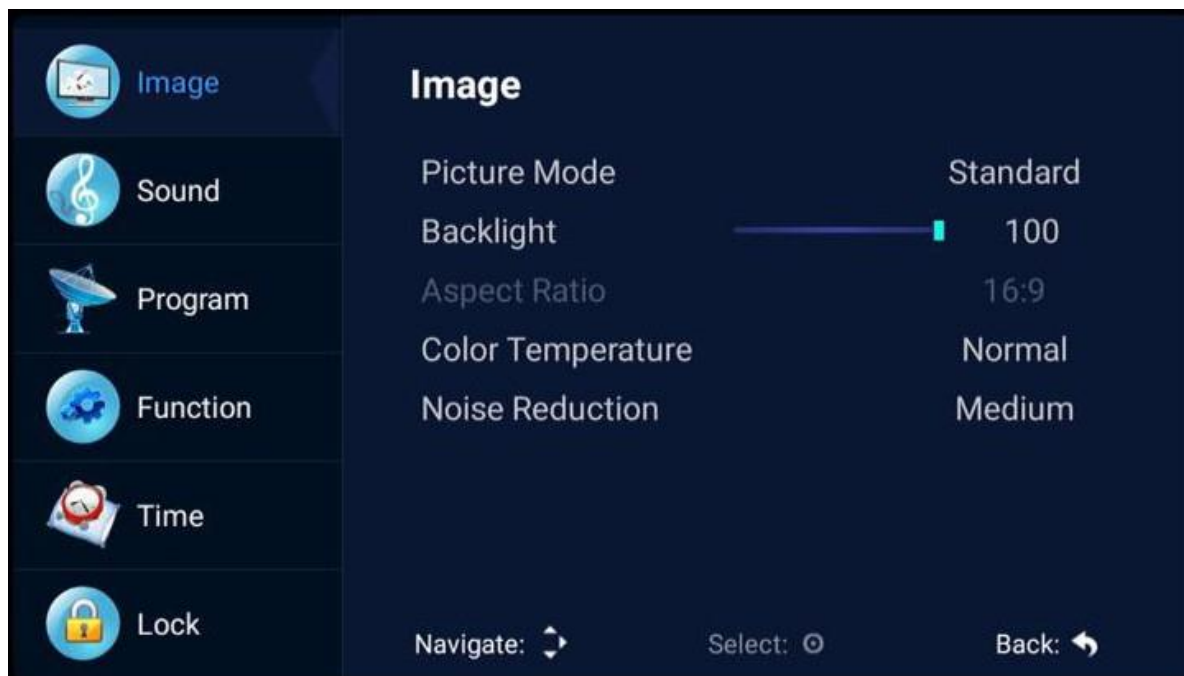 Image
Sound
Program
Function
Time
Lock
Image
Picture Mode Standard
Backlight 100
Aspect Ratio 16:9
Color Temperature Normal
Noise Reduction Medium
Navigate: Select: Back: